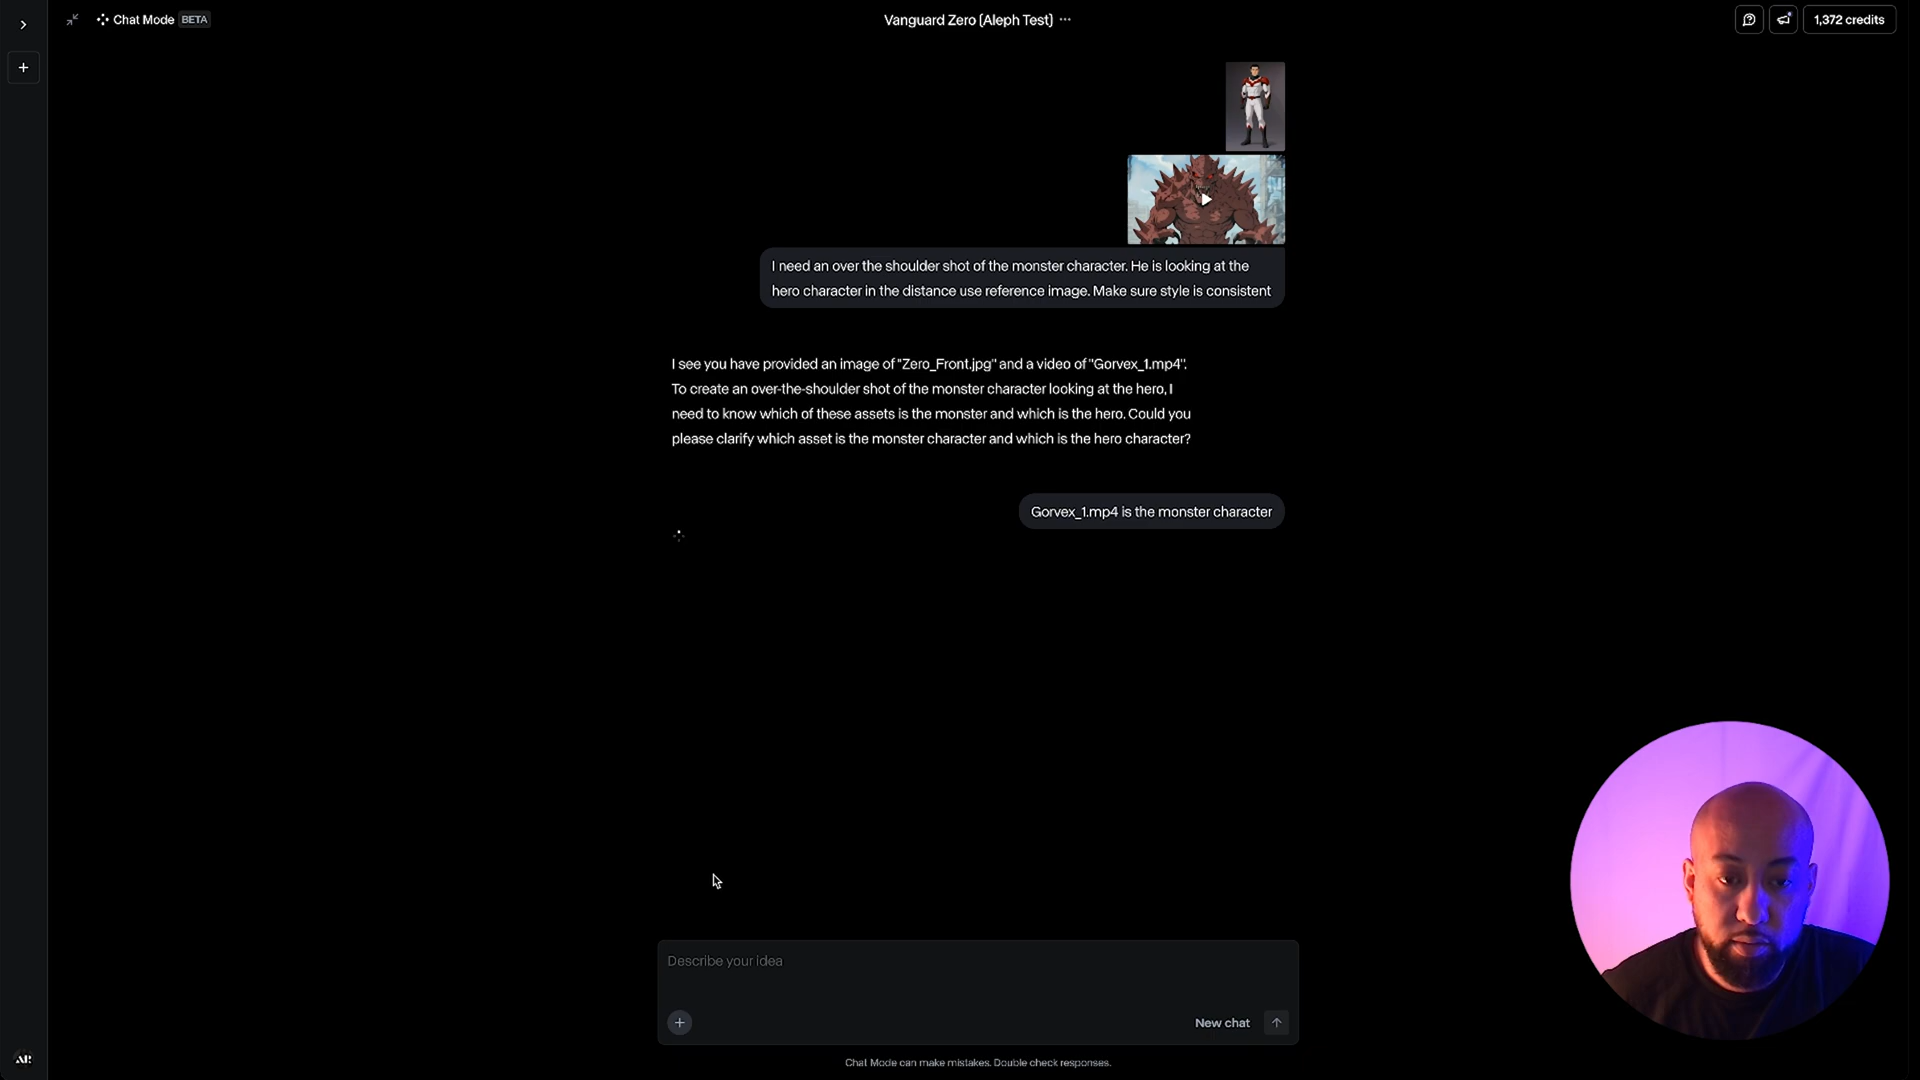 Chat Mode BETA
Vanguard Zero (Aleph Test) ···
1,372 credits
I need an over the shoulder shot of the monster character. He is looking at the
hero character in the distance use reference image. Make sure style is consistent
I see you have provided an image of "Zero_Front.jpg" and a video of "Gorvex_1.mp4".
To create an over-the-shoulder shot of the monster character looking at the hero, I
need to know which of these assets is the monster and which is the hero. Could you
please clarify which asset is the monster character and which is the hero character?
Gorvex_1.mp4 is the monster character
Describe your idea
New chat
Chat Mode can make mistakes. Double check responses.